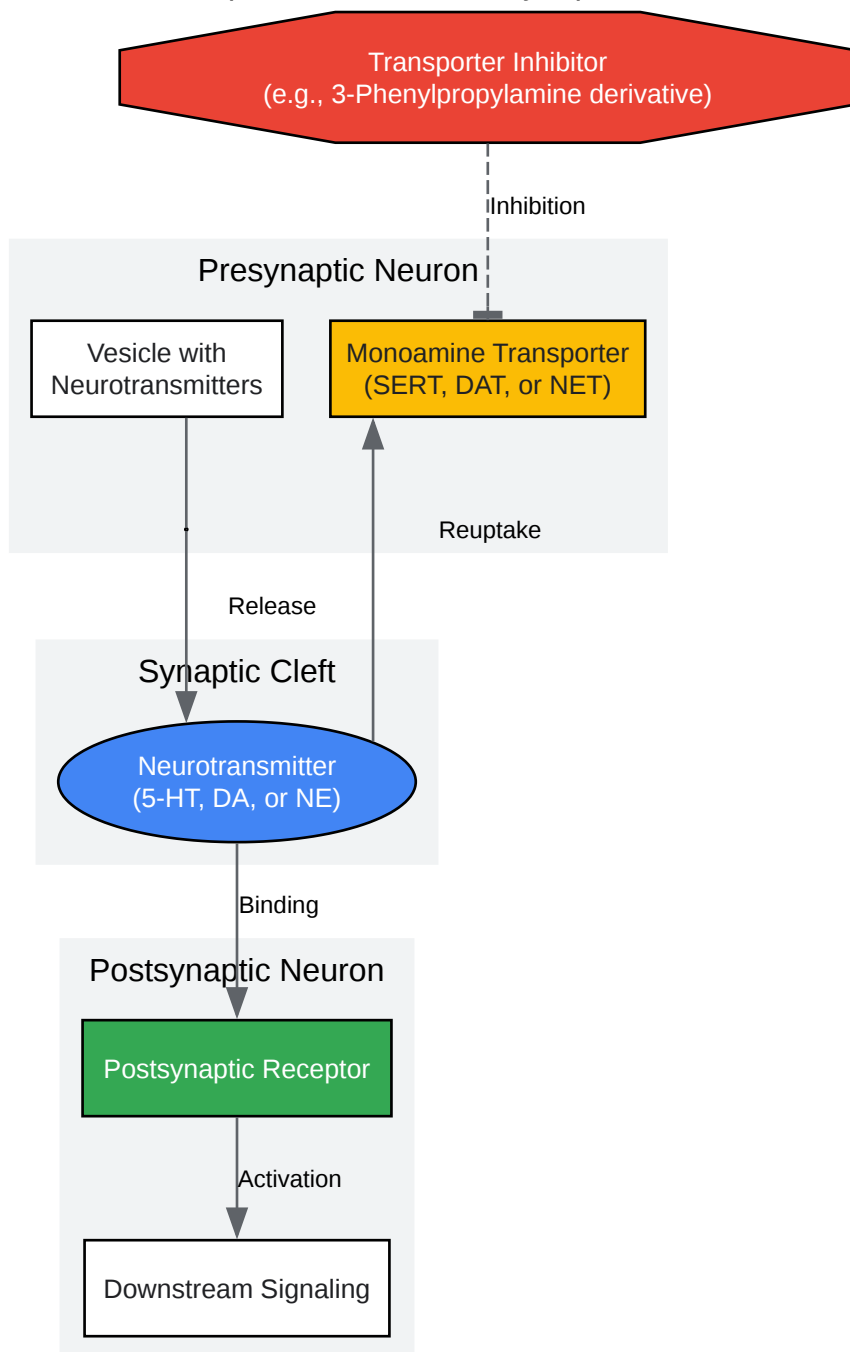 Transporter Inhibitor
(e.g., 3-Phenylpropylamine derivative)
Inhibition
Presynaptic Neuron
Vesicle with
Neurotransmitters
Monoamine Transporter
(SERT, DAT, or NET)
Reuptake
Release
Synaptic Cleft
Neurotransmitter
(5-HT, DA, or NE)
Binding
Postsynaptic Neuron
Postsynaptic Receptor
Activation
Downstream Signaling